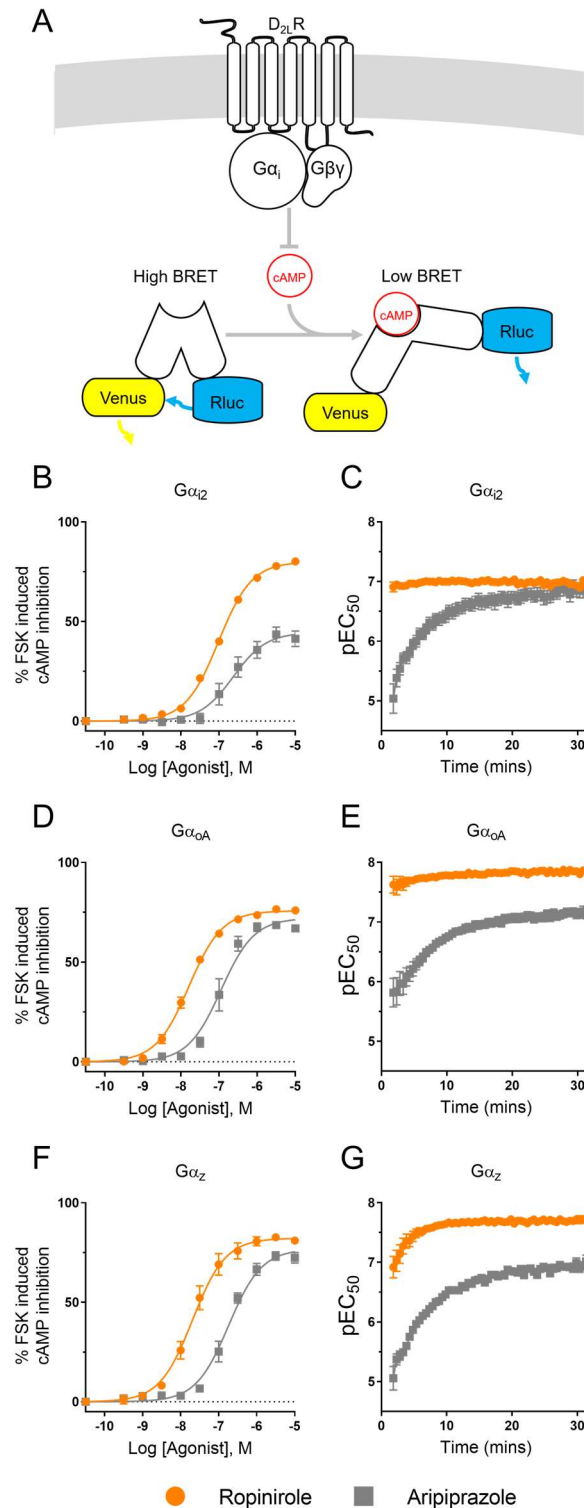 A
D2LR
Gαi
Gβγ
High BRET
cAMP
Low BRET
cAMP
Venus
Rluc
Venus
Rluc
B
Gαi2
% FSK induced
cAMP inhibition
100
50
0
-10 -9 -8 -7 -6 -5
Log [Agonist], M
C
Gαi2
pEC50
8
7
6
5
0 10 20 30
Time (mins)
D
GαoA
% FSK induced
cAMP inhibition
100
50
0
-10 -9 -8 -7 -6 -5
Log [Agonist], M
E
GαoA
pEC50
8
7
6
5
0 10 20 30
Time (mins)
F
Gαz
% FSK induced
cAMP inhibition
100
50
0
-10 -9 -8 -7 -6 -5
Log [Agonist], M
G
Gαz
pEC50
8
7
6
5
0 10 20 30
Time (mins)
Ropinirole Aripiprazole